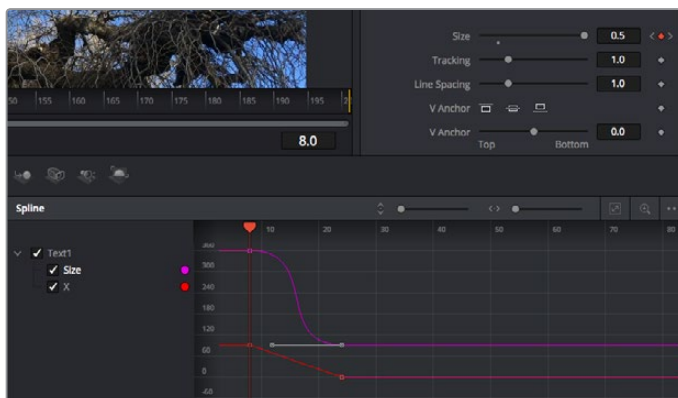 Size 0.5
Tracking 1.0
Line Spacing 1.0
V Anchor
V Anchor 0.0
Top Bottom
50 155 160 165 170 175 180 185 190 195
8.0
Spline
10 20 30 40 50 60 70 80
Text1
Size
X
300
240
180
120
60
0
-60